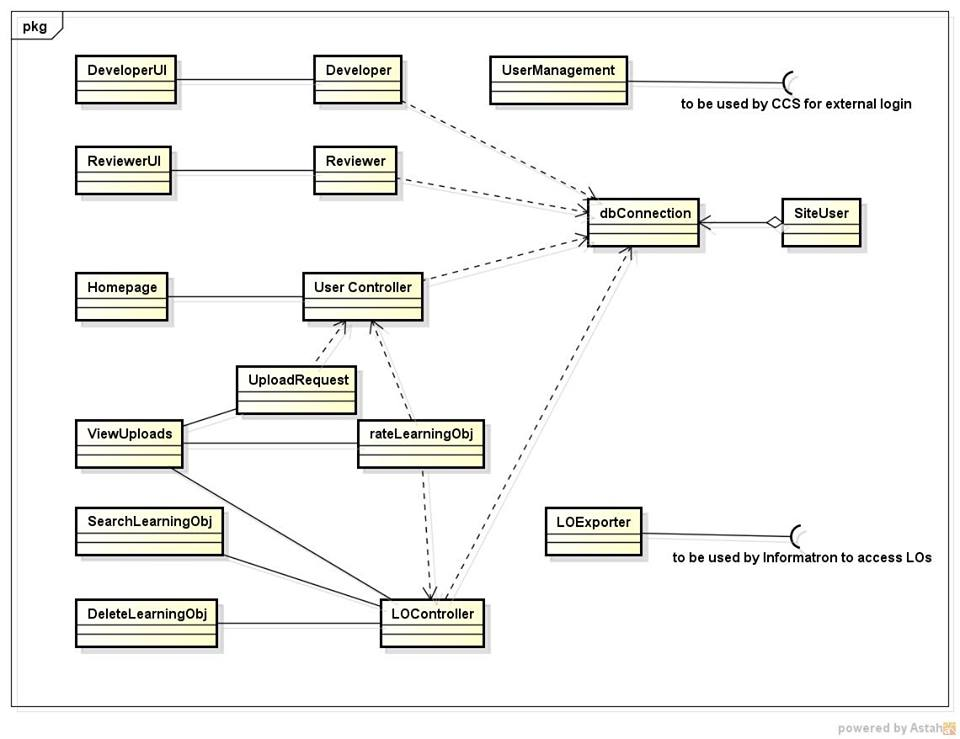 pkg
DeveloperUI
Developer
UserManagement
to be used by CCS for external login
ReviewerUI
Reviewer
dbConnection
SiteUser
Homepage
User Controller
UploadRequest
ViewUploads
rateLearningObj
SearchLearningObj
LOExporter
to be used by Informatron to access LOs
DeleteLearningObj
LOController
powered by Astah